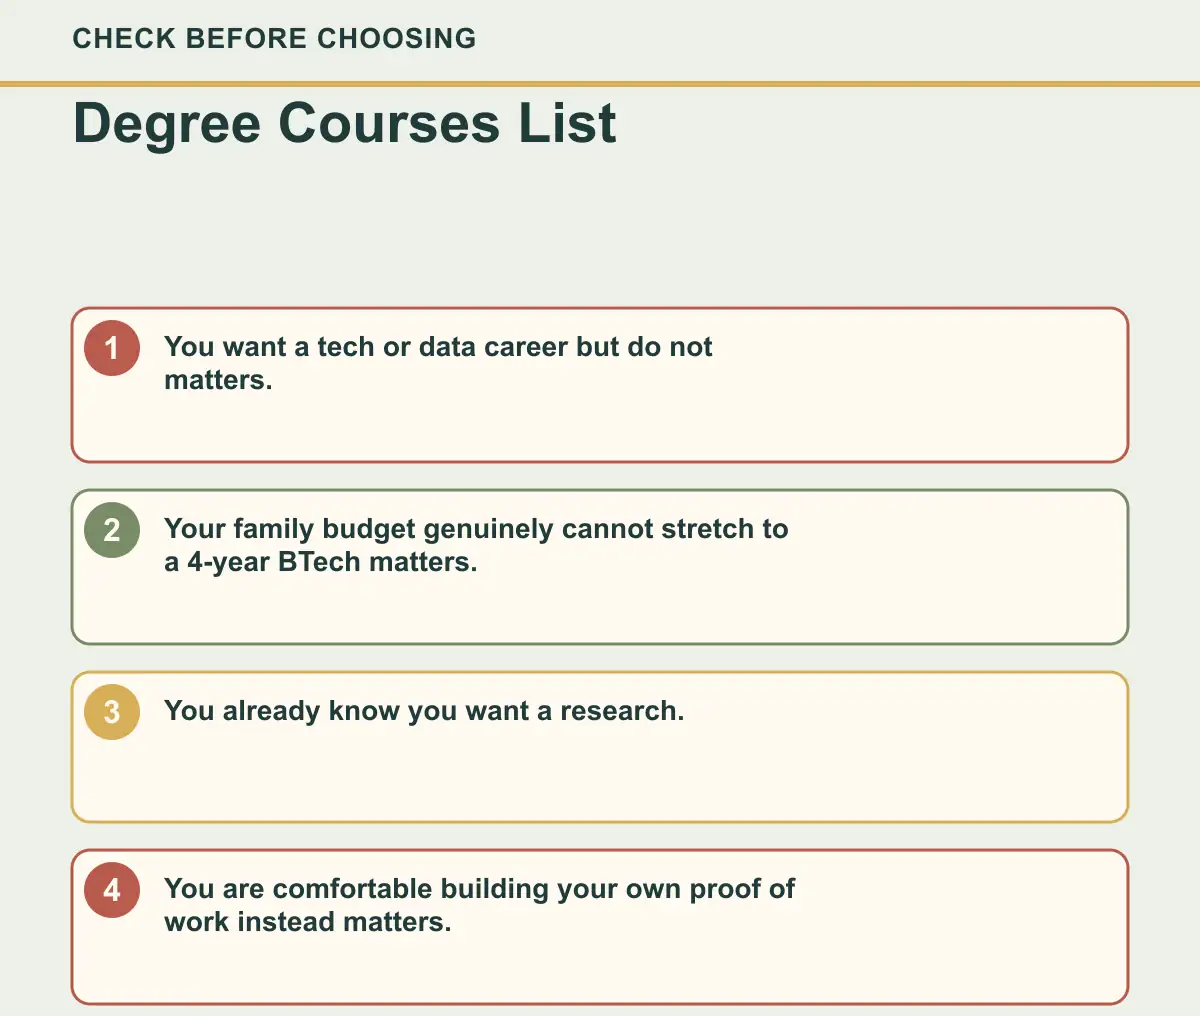 CHECK BEFORE CHOOSING
Degree Courses List
1
You want a tech or data career but do not
matters.
2
Your family budget genuinely cannot stretch to
a 4-year BTech matters.
3
You already know you want a research.
4
You are comfortable building your own proof of
work instead matters.